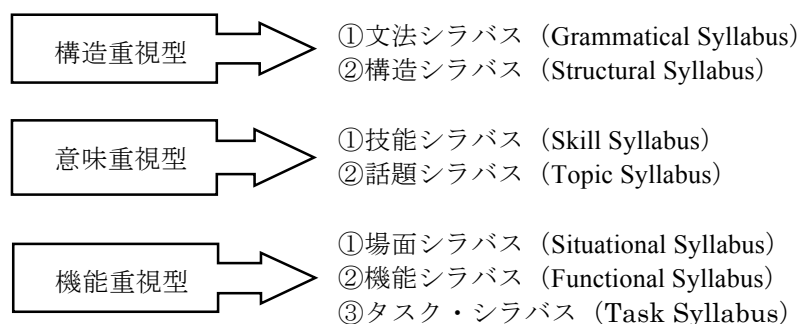 構造重視型
①文法シラバス（Grammatical Syllabus）
②構造シラバス（Structural Syllabus）
意味重視型
①技能シラバス（Skill Syllabus）
②話題シラバス（Topic Syllabus）
機能重視型
①場面シラバス（Situational Syllabus）
②機能シラバス（Functional Syllabus）
③タスク・シラバス（Task Syllabus）